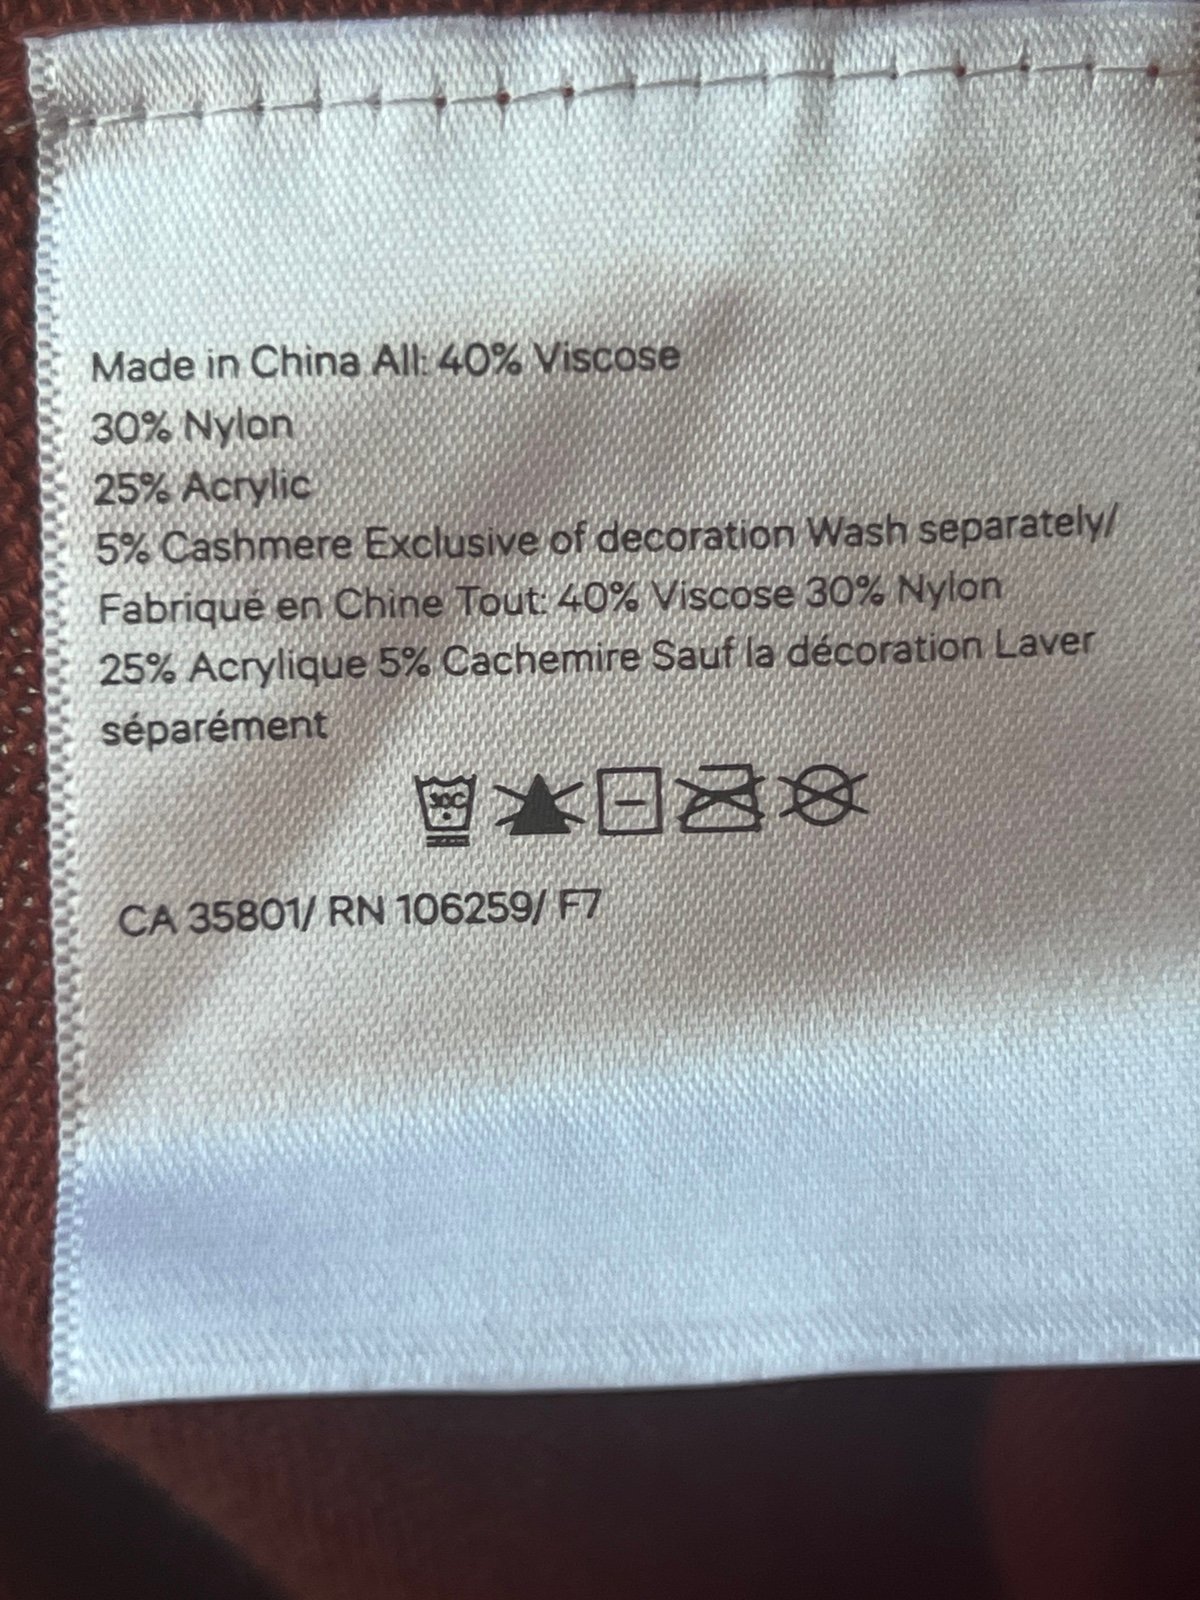 Made in China All: 40% Viscose
30% Nylon
25% Acrylic
5% Cashmere Exclusive of decoration Wash separately/
Fabriqué en Chine Tout: 40% Viscose 30% Nylon
25% Acrylique 5% Cachemire Sauf la décoration Laver
séparément
30C
CA 35801/ RN 106259/ F7